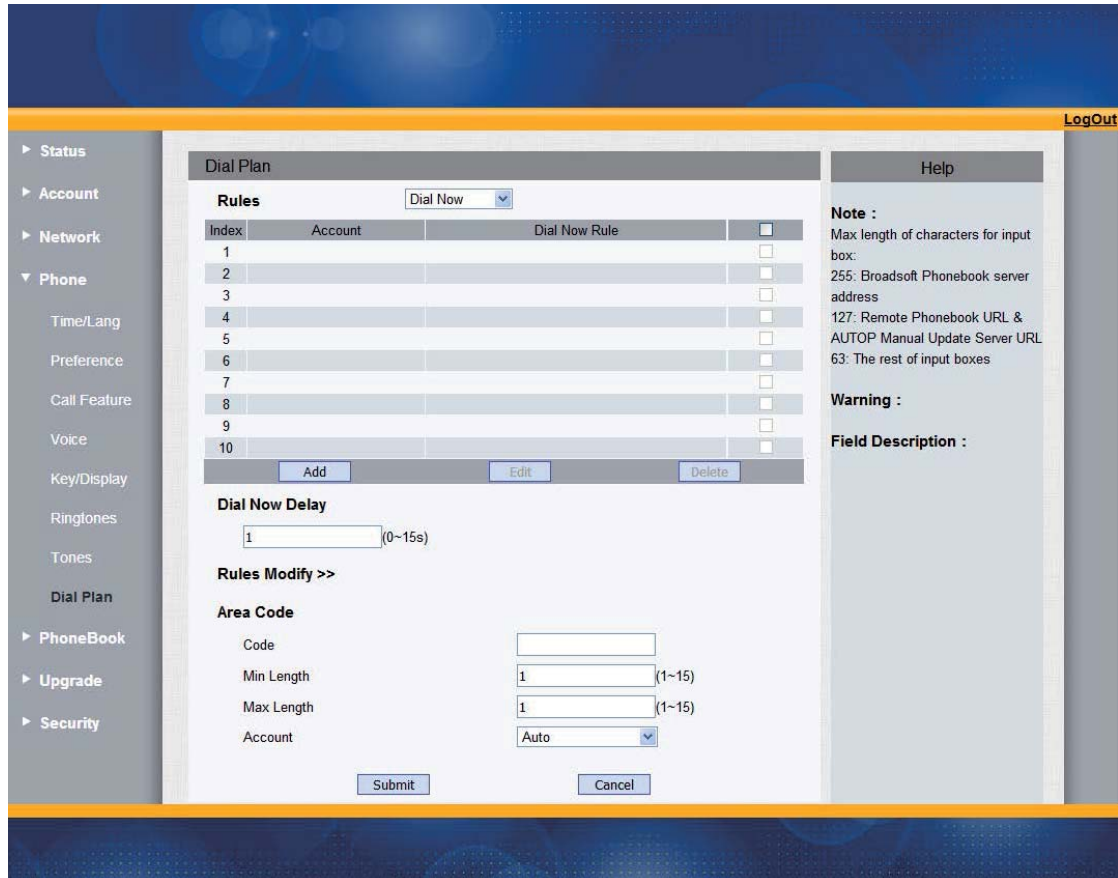 LogOut
Status
Account
Network
Phone
Time/Lang
Preference
Call Feature
Voice
Key/Display
Ringtones
Tones
Dial Plan
PhoneBook
Upgrade
Security
Dial Plan
Rules Dial Now
Index Account Dial Now Rule
1
2
3
4
5
6
7
8
9
10
Add Edit Delete
Dial Now Delay
1 (0~15s)
Rules Modify >>
Area Code
Code
Min Length 1 (1~15)
Max Length 1 (1~15)
Account Auto
Submit Cancel
Help
Note :
Max length of characters for input
box:
255: Broadsoft Phonebook server
address
127: Remote Phonebook URL &
AUTOP Manual Update Server URL
63: The rest of input boxes
Warning :
Field Description :